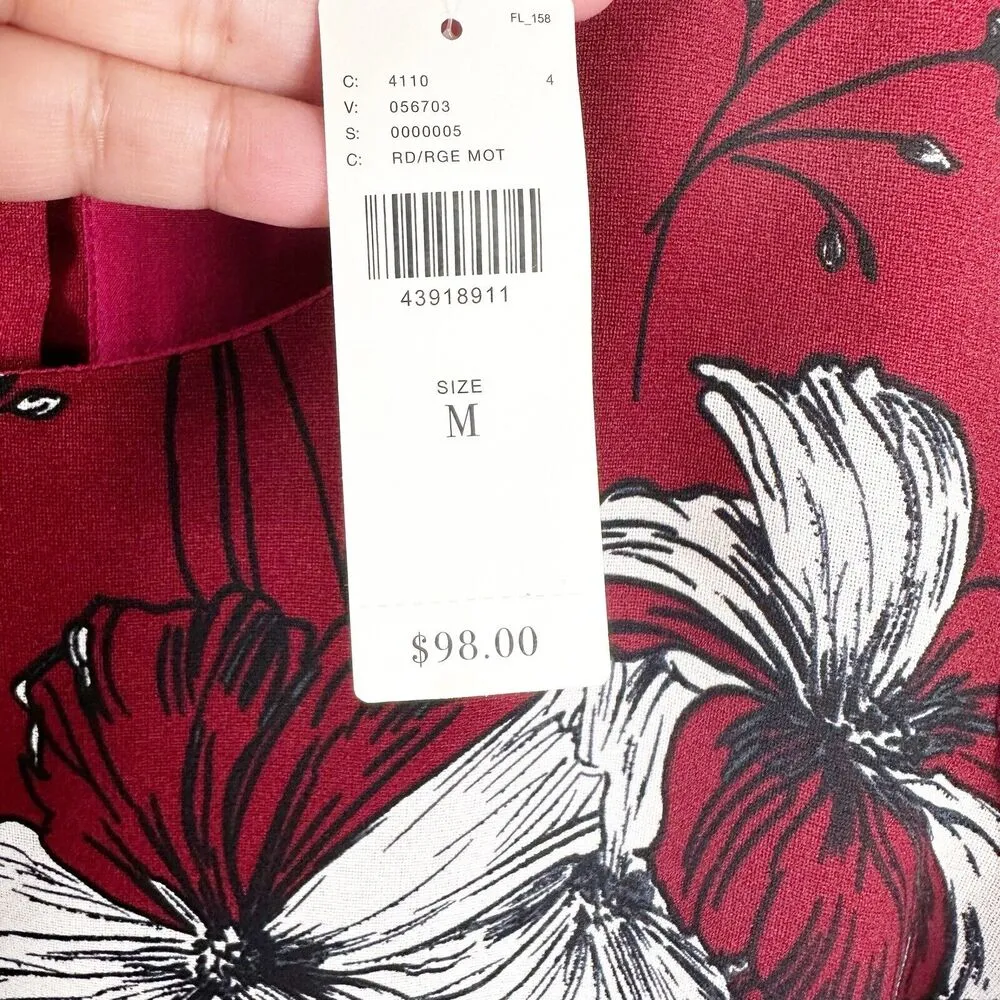 FL_158
C: 4110 4
V: 056703
S: 0000005
C: RD/RGE MOT
43918911
SIZE
M
$98.00